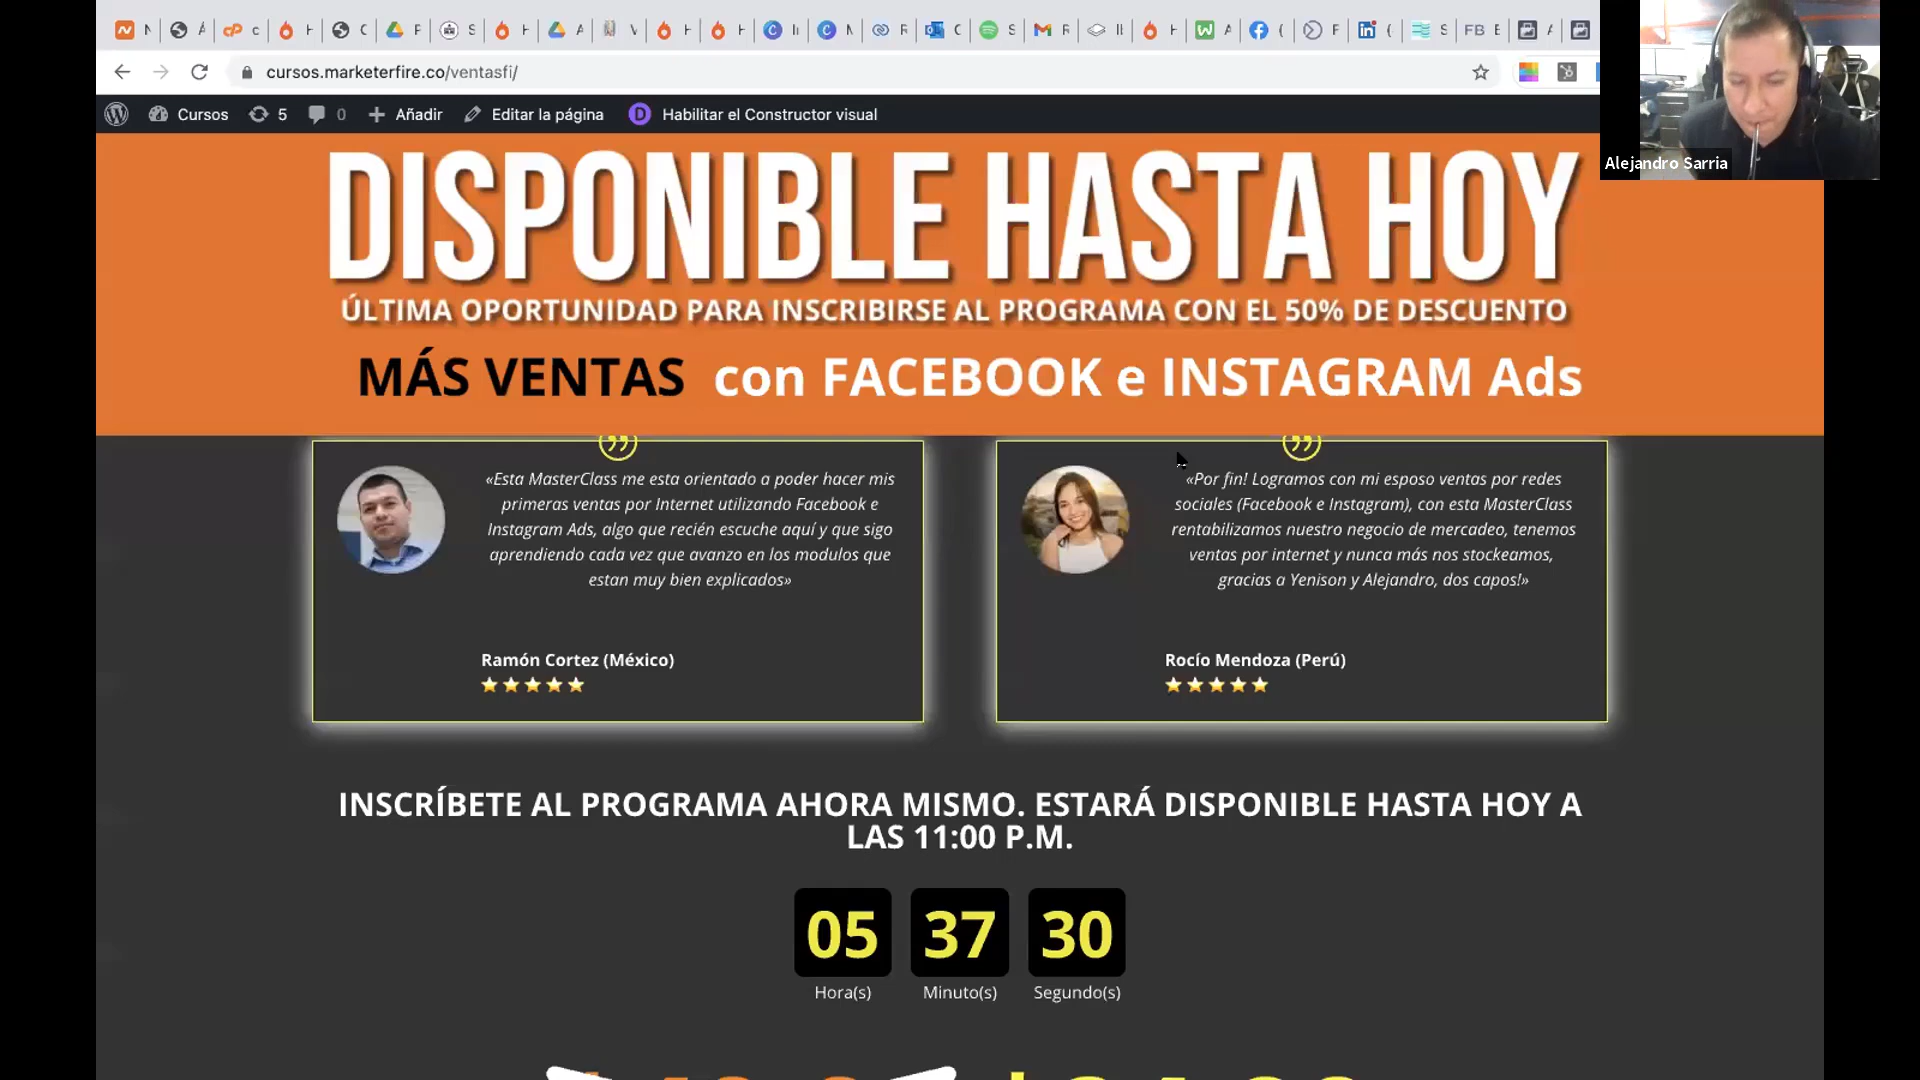 cursos.marketerfire.co/ventasfi/
Cursos 5 0 Añadir Editar la página Habilitar el Constructor visual
Alejandro Sarria
DISPONIBLE HASTA HOY
ÚLTIMA OPORTUNIDAD PARA INSCRIBIRSE AL PROGRAMA CON EL 50% DE DESCUENTO
MÁS VENTAS con FACEBOOK e INSTAGRAM Ads
«Esta MasterClass me esta orientado a poder hacer mis
primeras ventas por Internet utilizando Facebook e
Instagram Ads, algo que recién escuche aquí y que sigo
aprendiendo cada vez que avanzo en los modulos que
estan muy bien explicados»
Ramón Cortez (México)
«Por fin! Logramos con mi esposo ventas por redes
sociales (Facebook e Instagram), con esta MasterClass
rentabilizamos nuestro negocio de mercadeo, tenemos
ventas por internet y nunca más nos stockeamos,
gracias a Yenison y Alejandro, dos capos!»
Rocío Mendoza (Perú)
INSCRÍBETE AL PROGRAMA AHORA MISMO. ESTARÁ DISPONIBLE HASTA HOY A
LAS 11:00 P.M.
05 37 30
Hora(s) Minuto(s) Segundo(s)